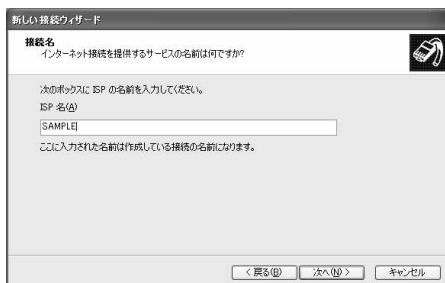 新しい接続ウィザード
接続名
インターネット接続を提供するサービスの名前は何ですか?
次のボックスに ISP の名前を入力してください。
ISP 名(A)
SAMPLE
ここに入力された名前は作成している接続の名前になります。
< 戻る(B) 次へ(N) > キャンセル